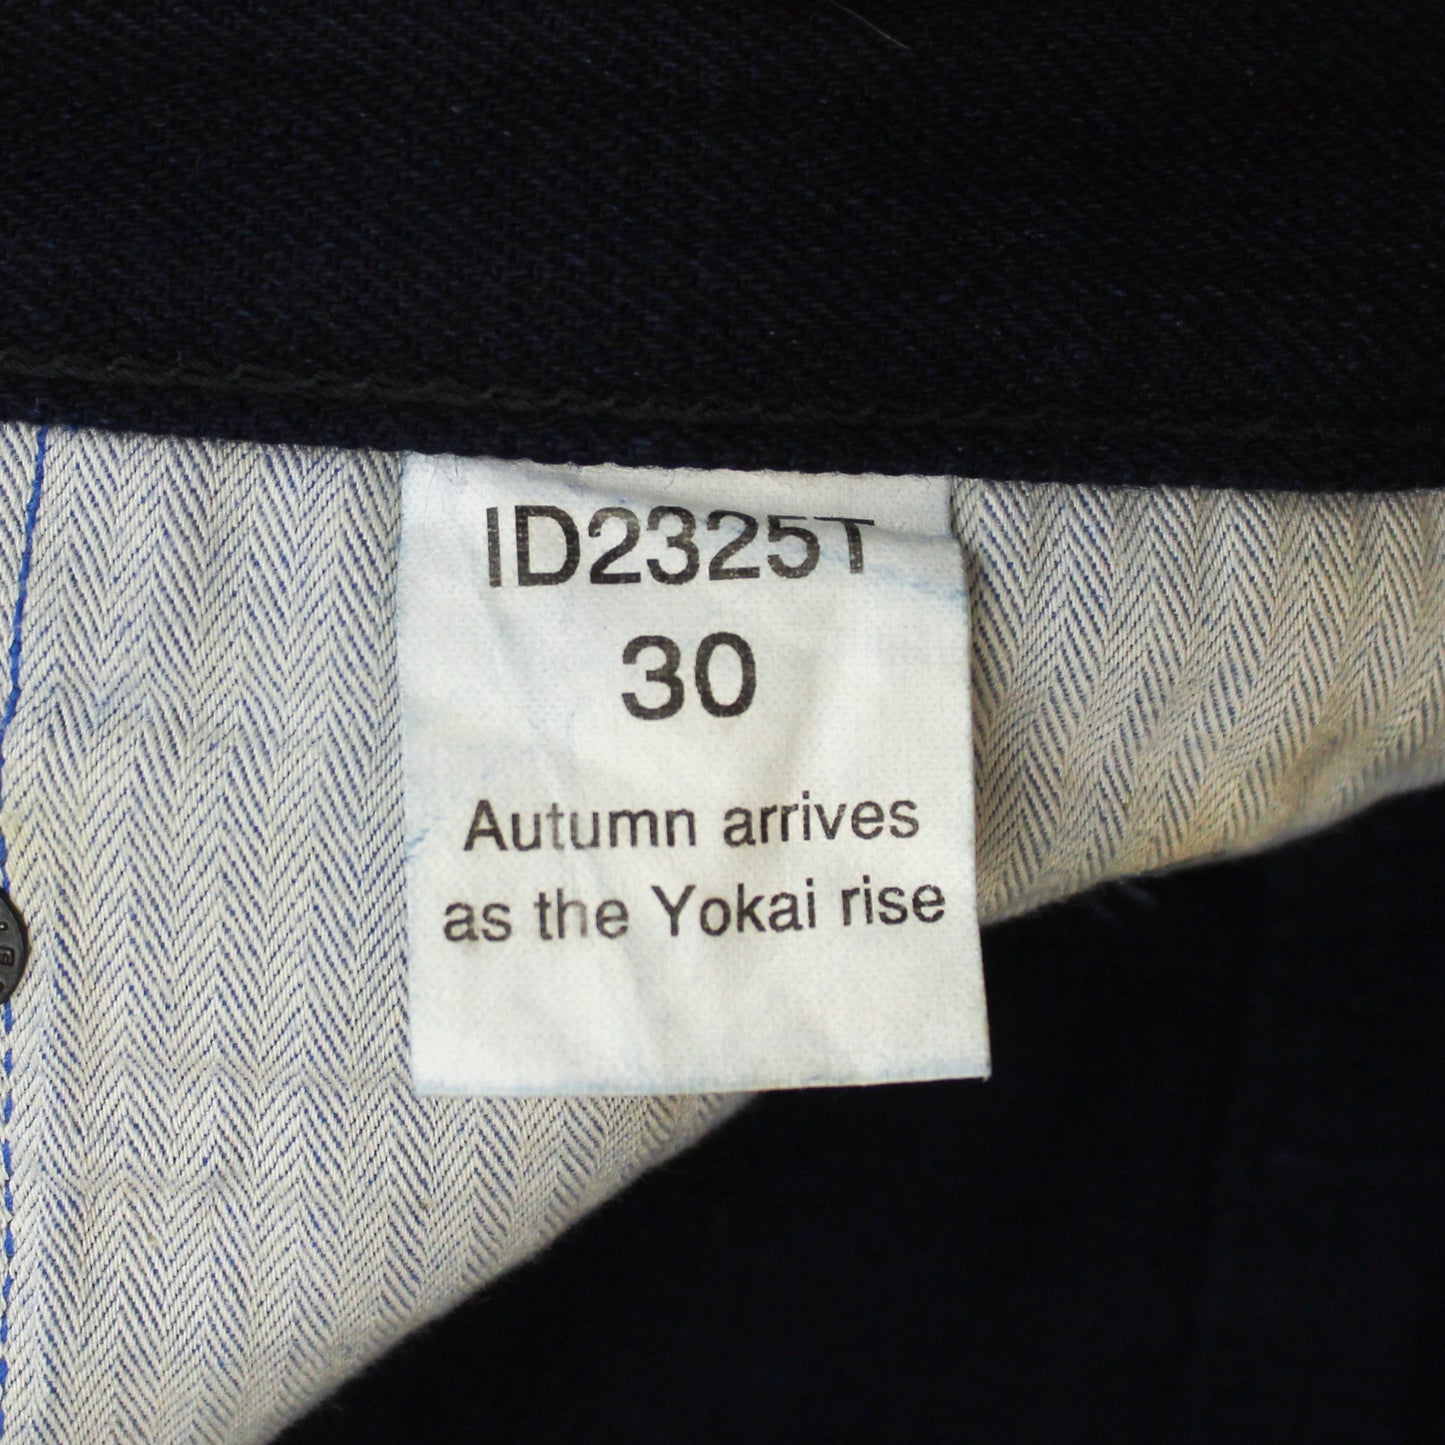 ID2325T
30
Autumn arrives
as the Yokai rise